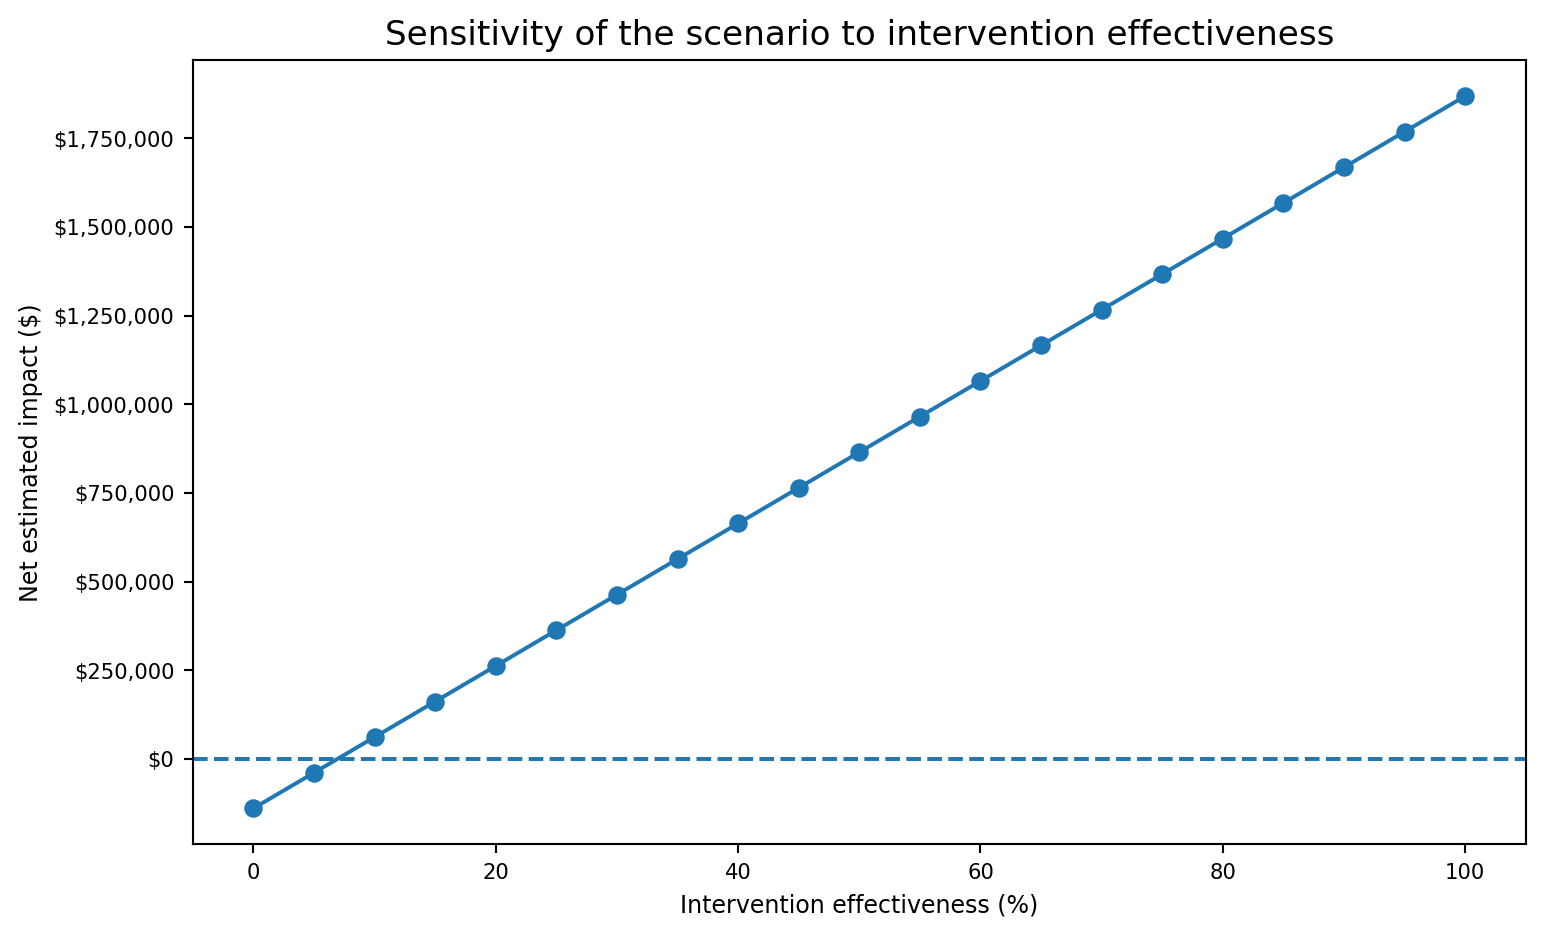 Sensitivity of the scenario to intervention effectiveness
Net estimated impact ($)
$1,750,000
$1,500,000
$1,250,000
$1,000,000
$750,000
$500,000
$250,000
$0
0 20 40 60 80 100
Intervention effectiveness (%)